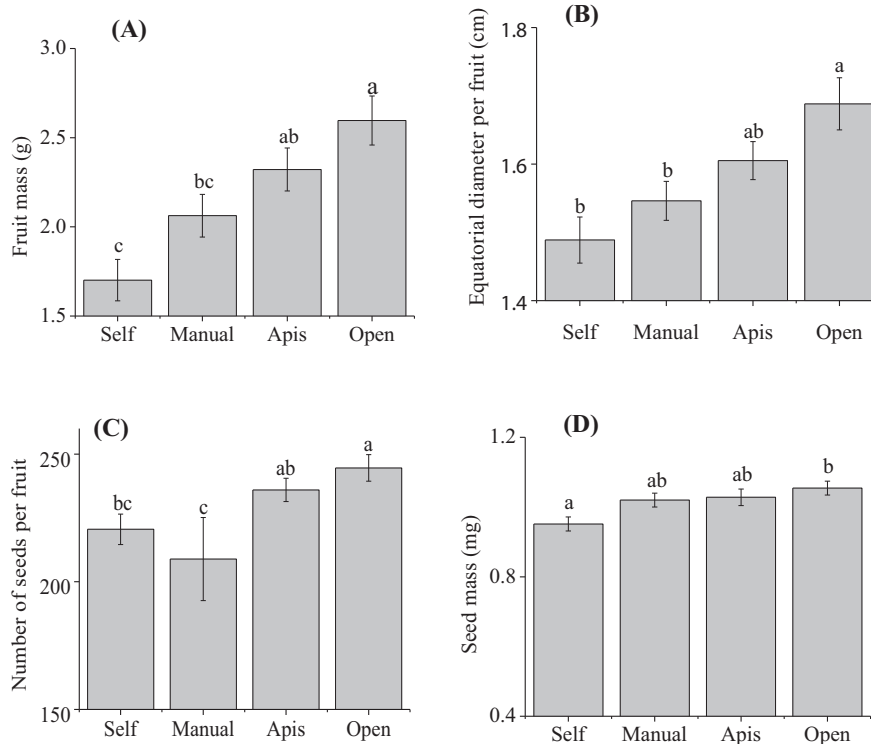 (A)
Fruit mass (g)
3.0
2.5
2.0
1.5
c
bc
ab
a
Self Manual Apis Open
(B)
Equatorial diameter per fruit (cm)
1.8
1.6
1.4
b
b
ab
a
Self Manual Apis Open
(C)
Number of seeds per fruit
250
200
150
bc
c
ab
a
Self Manual Apis Open
(D)
Seed mass (mg)
1.2
0.8
0.4
a
ab
ab
b
Self Manual Apis Open